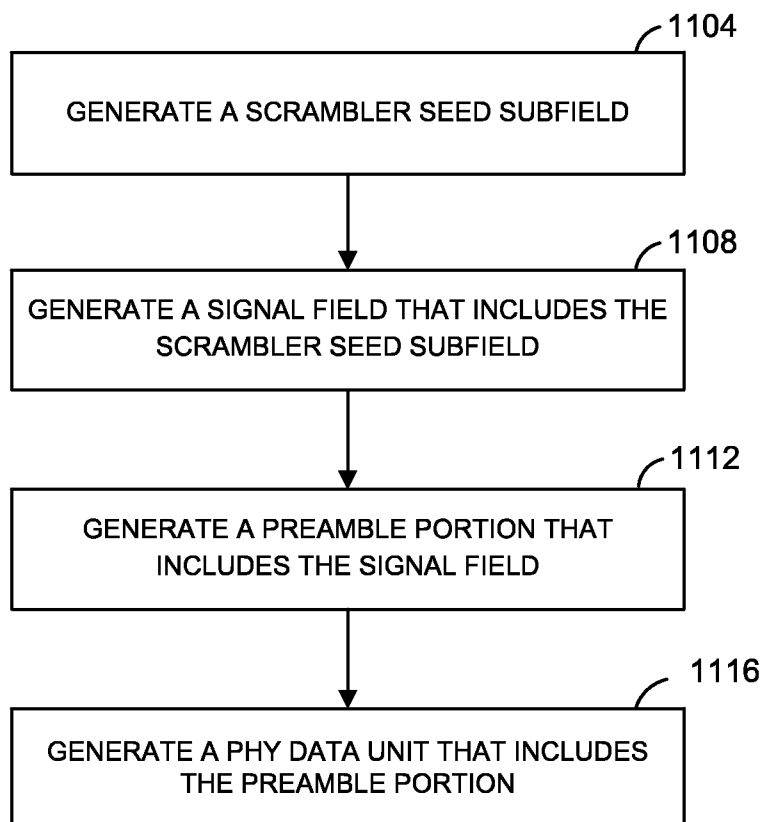 1104
GENERATE A SCRAMBLER SEED SUBFIELD
1108
GENERATE A SIGNAL FIELD THAT INCLUDES THE
SCRAMBLER SEED SUBFIELD
1112
GENERATE A PREAMBLE PORTION THAT
INCLUDES THE SIGNAL FIELD
1116
GENERATE A PHY DATA UNIT THAT INCLUDES
THE PREAMBLE PORTION